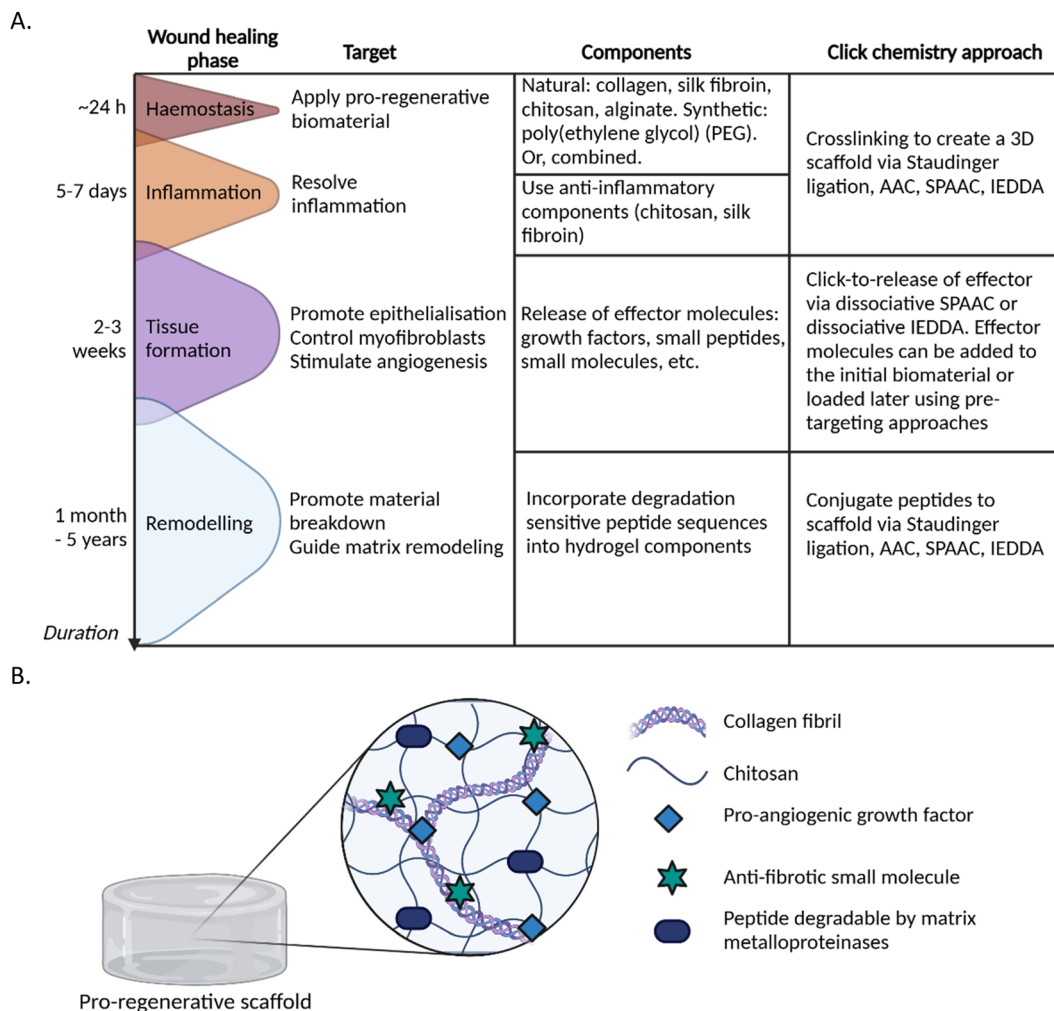 A.
Wound healing
phase
Target
Components
Click chemistry approach
~24 h
Haemostasis
Apply pro-regenerative
biomaterial
Natural: collagen, silk fibroin,
chitosan, alginate. Synthetic:
poly(ethylene glycol) (PEG).
Or, combined.
Crosslinking to create a 3D
scaffold via Staudinger
ligation, AAC, SPAAC, IEDDA
5-7 days
Inflammation
Resolve
inflammation
Use anti-inflammatory
components (chitosan, silk
fibroin)
2-3
weeks
Tissue
formation
Promote epithelialisation
Control myofibroblasts
Stimulate angiogenesis
Release of effector molecules:
growth factors, small peptides,
small molecules, etc.
Click-to-release of effector
via dissociative SPAAC or
dissociative IEDDA. Effector
molecules can be added to
the initial biomaterial or
loaded later using pre-
targeting approaches
1 month
- 5 years
Remodelling
Promote material
breakdown
Guide matrix remodeling
Incorporate degradation
sensitive peptide sequences
into hydrogel components
Conjugate peptides to
scaffold via Staudinger
ligation, AAC, SPAAC, IEDDA
Duration
B.
Collagen fibril
Chitosan
Pro-angiogenic growth factor
Anti-fibrotic small molecule
Peptide degradable by matrix
metalloproteinases
Pro-regenerative scaffold